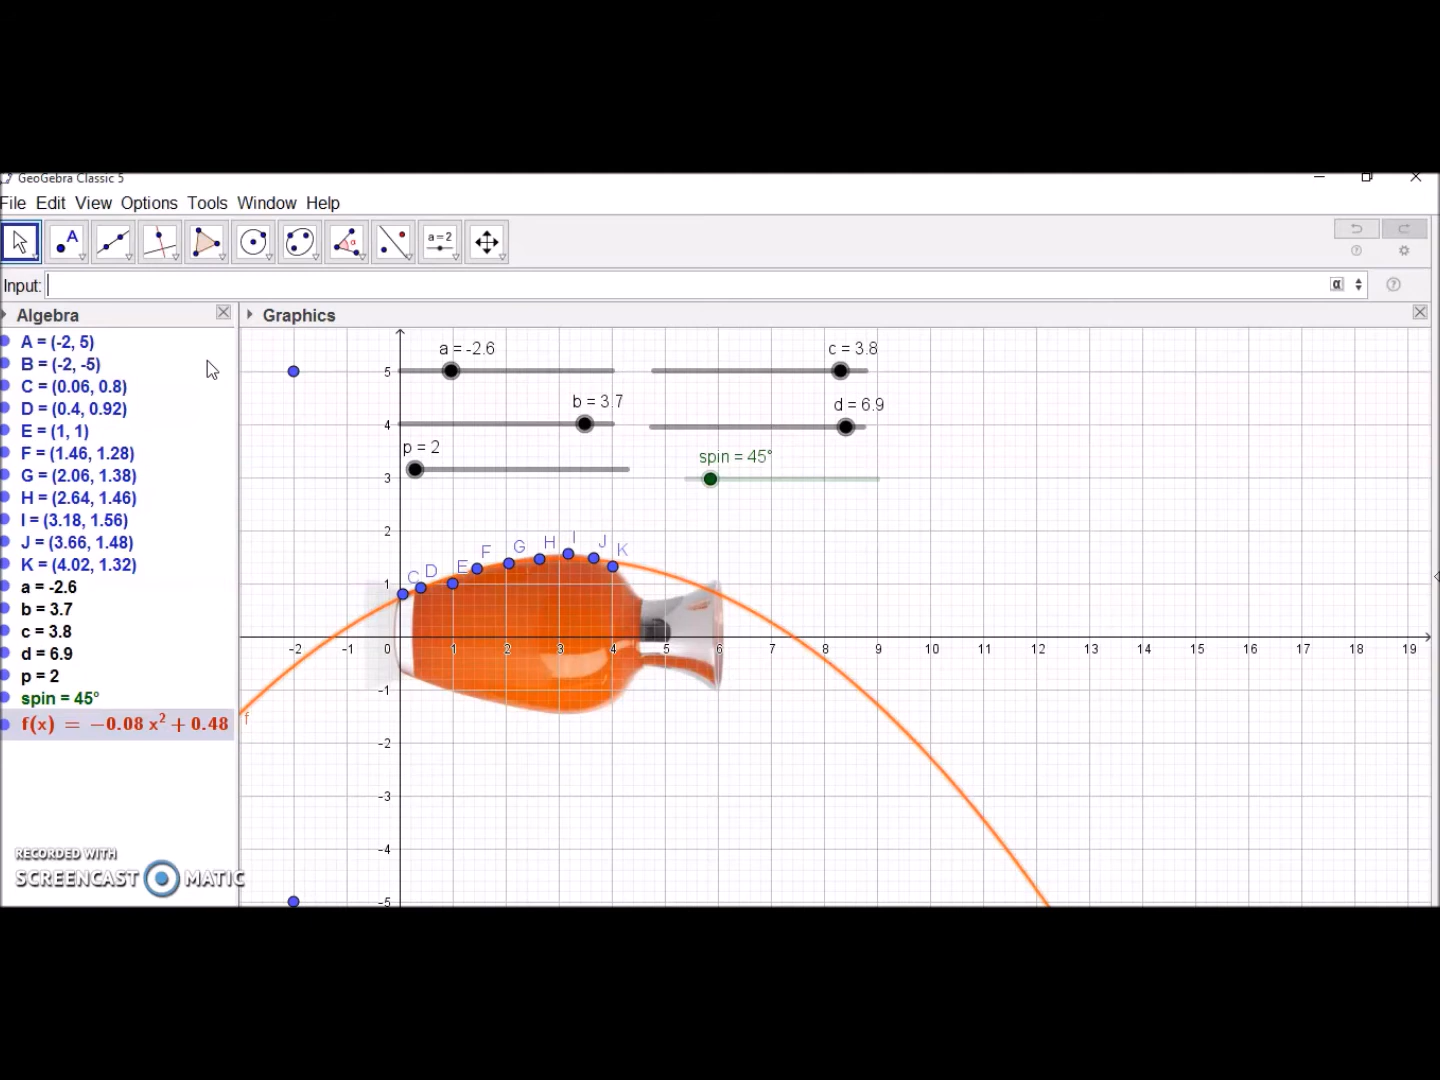 GeoGebra Classic 5
File Edit View Options Tools Window Help
A
a=2
Input:
α
Algebra
Graphics
A = (-2, 5)
B = (-2, -5)
C = (0.06, 0.8)
D = (0.4, 0.92)
E = (1, 1)
F = (1.46, 1.28)
G = (2.06, 1.38)
H = (2.64, 1.46)
I = (3.18, 1.56)
J = (3.66, 1.48)
K = (4.02, 1.32)
a = -2.6
b = 3.7
c = 3.8
d = 6.9
p = 2
spin = 45°
f(x) = −0.08 x² + 0.48
RECORDED WITH
SCREENCAST MATIC
a = -2.6
c = 3.8
b = 3.7
d = 6.9
p = 2
spin = 45°
C D E F G H I J K
f
5
4
3
2
1
-2 -1 0 1 2 3 4 5 6 7 8 9 10 11 12 13 14 15 16 17 18 19
-1
-2
-3
-4
-5